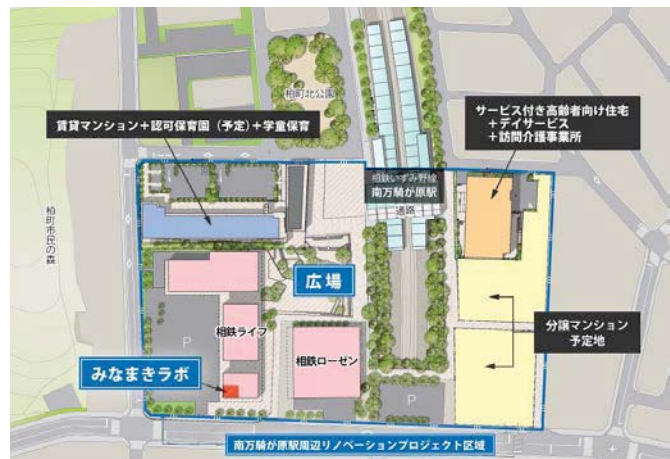 柏町北公園
賃貸マンション+認可保育園（予定）+学童保育
サービス付き高齢者向け住宅
+デイサービス
+訪問介護事業所
相鉄いずみ野線
南万騎が原駅
通路
柏町市民の森
広場
相鉄ライフ
P
相鉄ローゼン
分譲マンション
予定地
みなまきラボ
P
南万騎が原駅周辺リノベーションプロジェクト区域